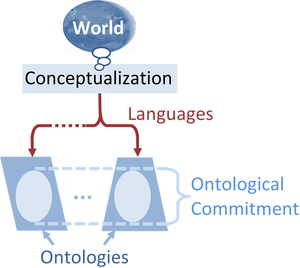 World
Conceptualization
Languages
...
Ontological
Commitment
Ontologies